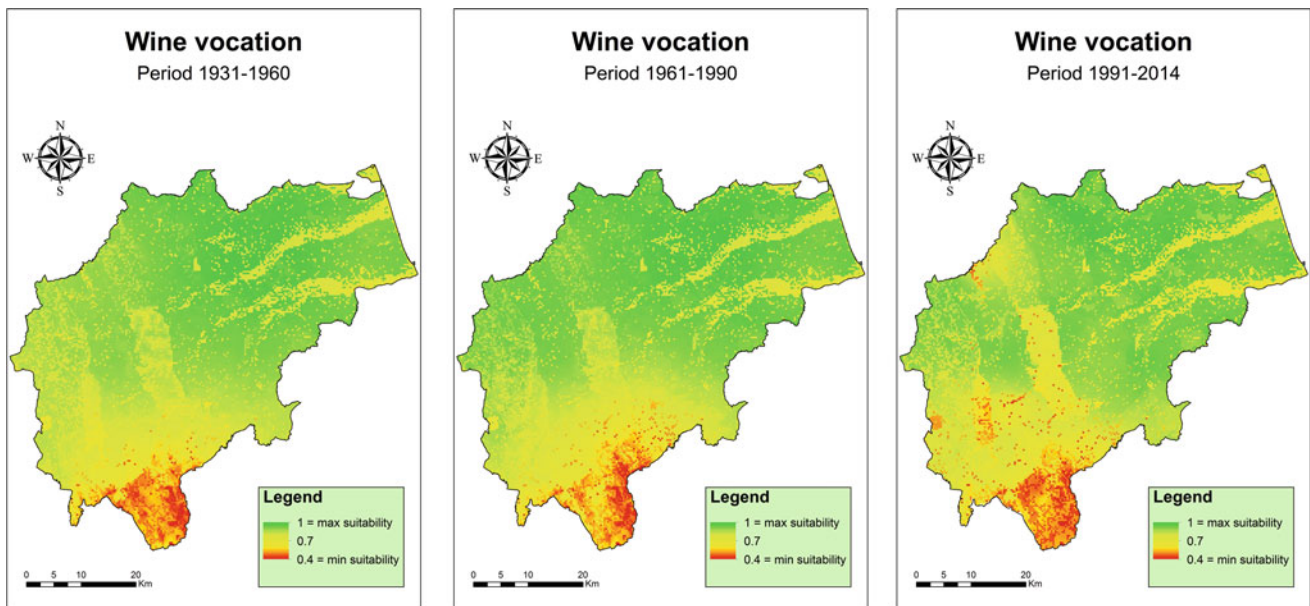 Wine vocation
Period 1931-1960
N
W E
S
Legend
1 = max suitability
0.7
0.4 = min suitability
0 5 10 20
Km
Wine vocation
Period 1961-1990
N
W E
S
Legend
1 = max suitability
0.7
0.4 = min suitability
0 5 10 20
Km
Wine vocation
Period 1991-2014
N
W E
S
Legend
1 = max suitability
0.7
0.4 = min suitability
0 5 10 20
Km